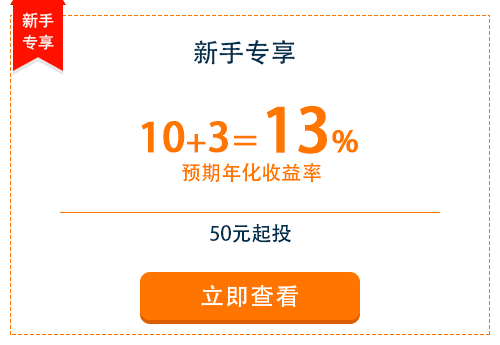 新手
专享
新手专享
10+3=13%
预期年化收益率
50元起投
立即查看